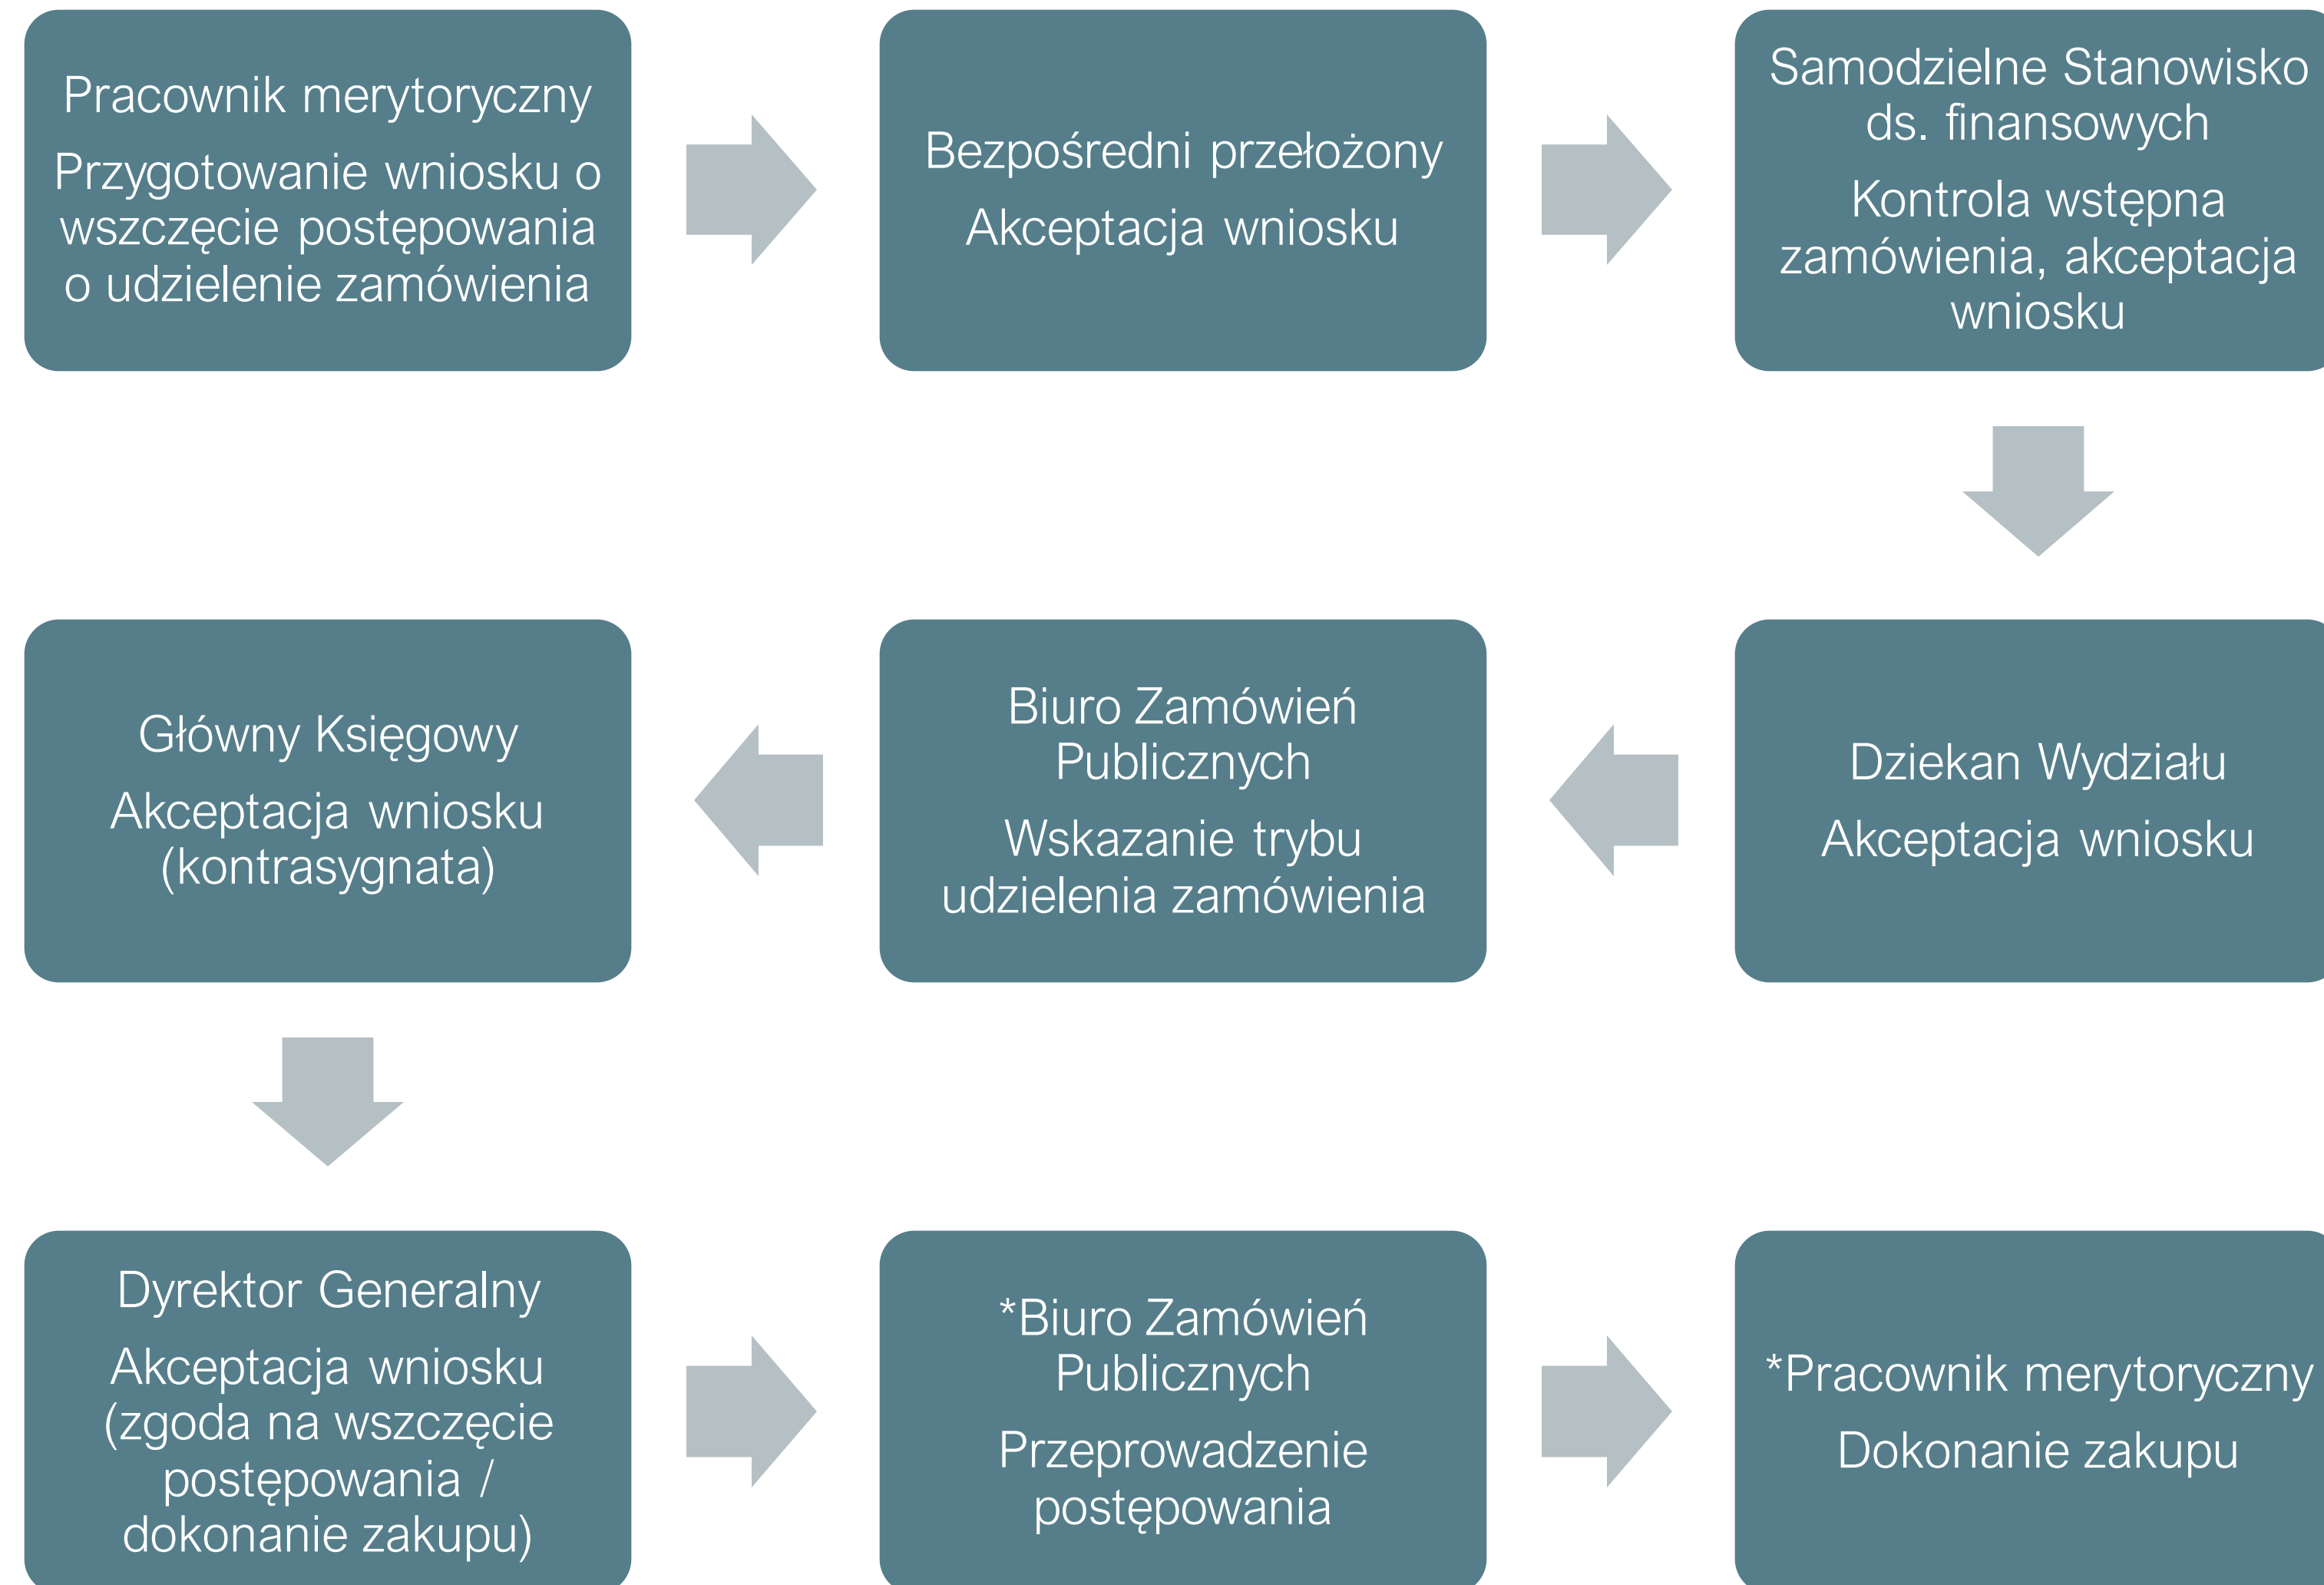 Pracownik merytoryczny
Przygotowanie wniosku o
wszczęcie postępowania
o udzielenie zamówienia
Bezpośredni przełożony
Akceptacja wniosku
Samodzielne Stanowisko
ds. finansowych
Kontrola wstępna
zamówienia, akceptacja
wniosku
Dziekan Wydziału
Akceptacja wniosku
Biuro Zamówień
Publicznych
Wskazanie trybu
udzielenia zamówienia
Główny Księgowy
Akceptacja wniosku
(kontrasygnata)
Dyrektor Generalny
Akceptacja wniosku
(zgoda na wszczęcie
postępowania /
dokonanie zakupu)
*Biuro Zamówień
Publicznych
Przeprowadzenie
postępowania
*Pracownik merytoryczny
Dokonanie zakupu